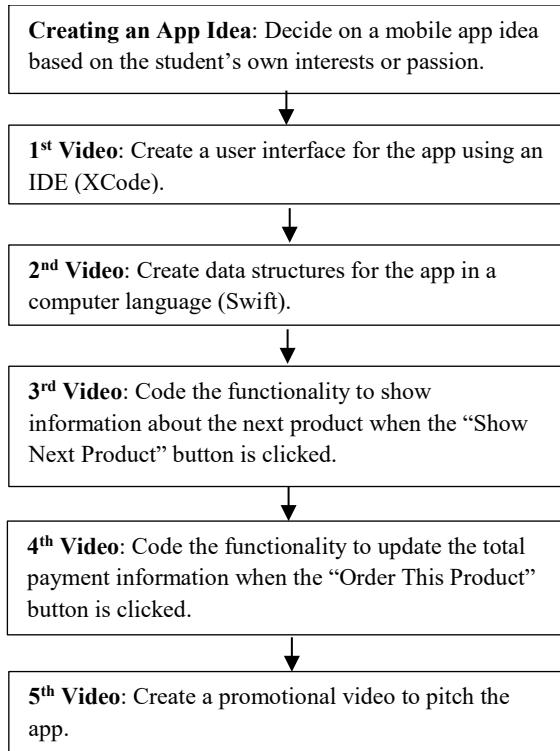 Creating an App Idea: Decide on a mobile app idea
based on the student’s own interests or passion.
1st Video: Create a user interface for the app using an
IDE (XCode).
2nd Video: Create data structures for the app in a
computer language (Swift).
3rd Video: Code the functionality to show
information about the next product when the “Show
Next Product” button is clicked.
4th Video: Code the functionality to update the total
payment information when the “Order This Product”
button is clicked.
5th Video: Create a promotional video to pitch the
app.